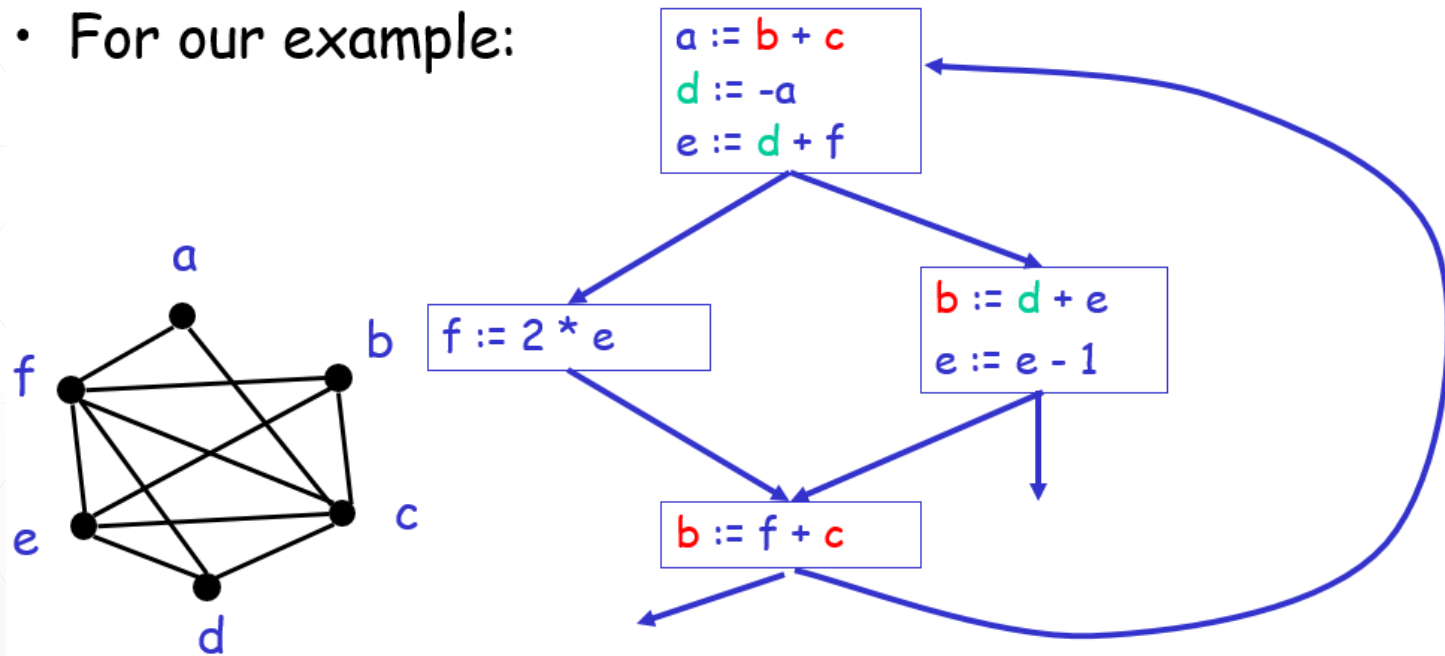 • For our example:
a := b + c
d := -a
e := d + f
f := 2 * e
b := d + e
e := e - 1
b := f + c
a
b
f
c
e
d